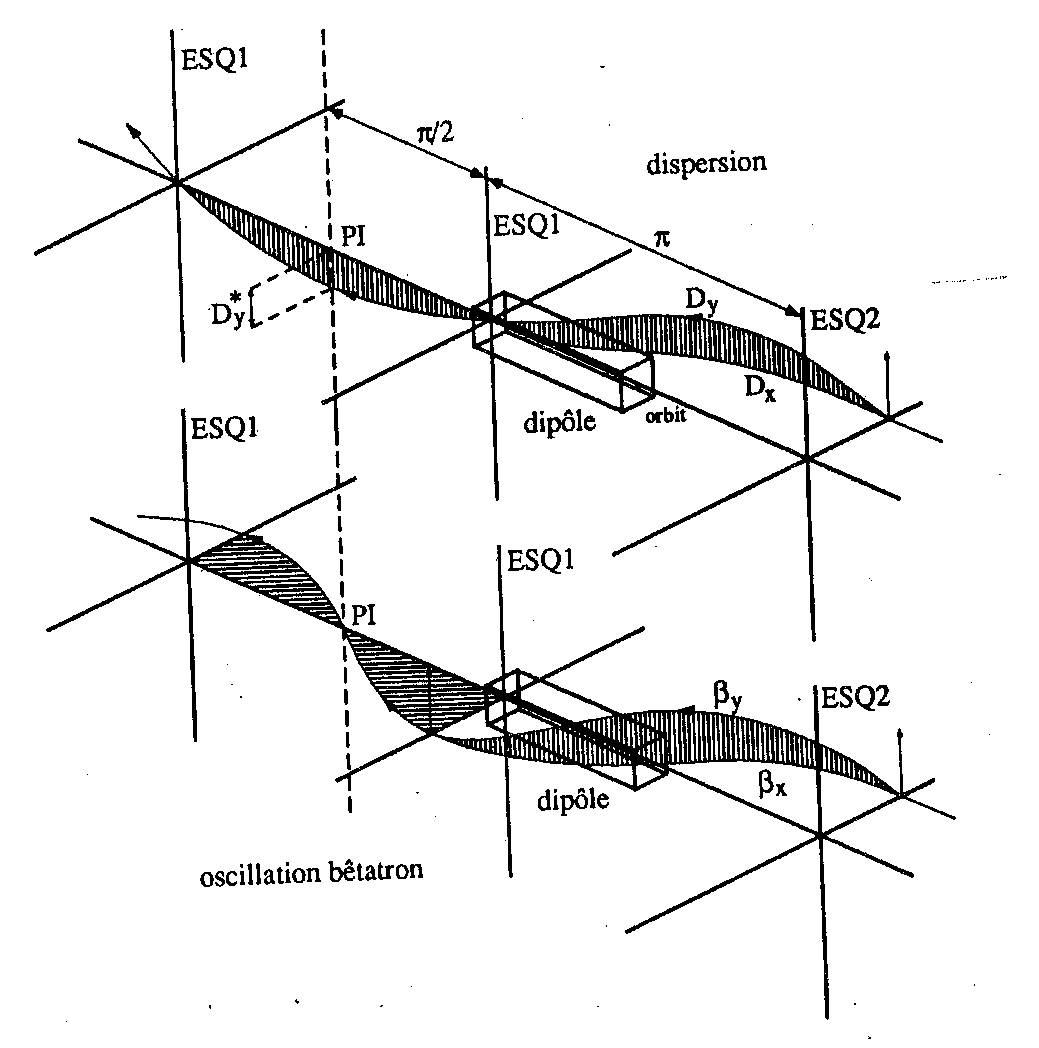 ESQ1
π/2
dispersion
ESQ1
PI
π
D*y
Dy
ESQ2
Dx
dipôle
orbit
ESQ1
ESQ1
PI
βy
ESQ2
βx
dipôle
oscillation bêtatron